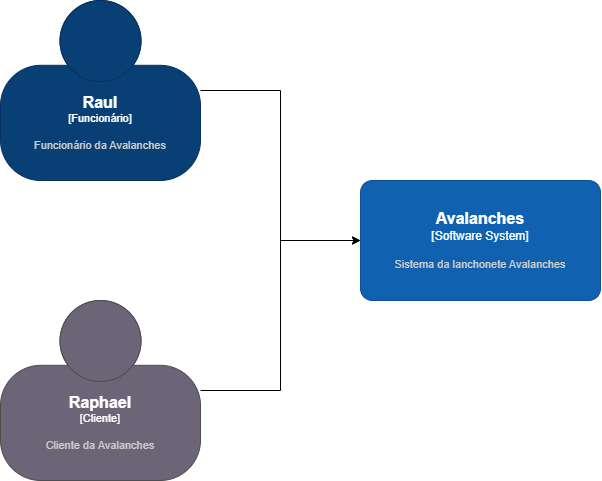 Raul
[Funcionário]
Funcionário da Avalanches
Avalanches
[Software System]
Sistema da lanchonete Avalanches
Raphael
[Cliente]
Cliente da Avalanches